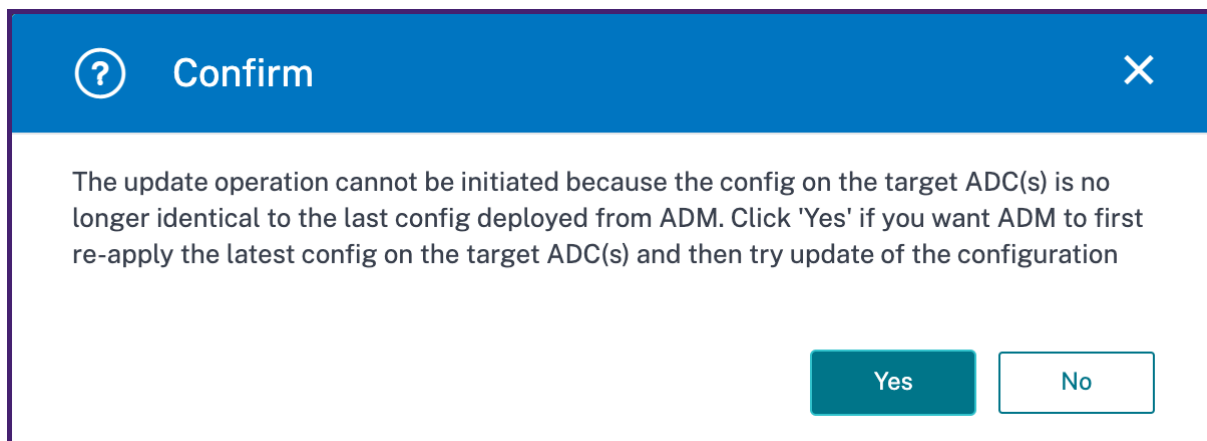 Confirm
The update operation cannot be initiated because the config on the target ADC(s) is no
longer identical to the last config deployed from ADM. Click 'Yes' if you want ADM to first
re-apply the latest config on the target ADC(s) and then try update of the configuration
Yes
No